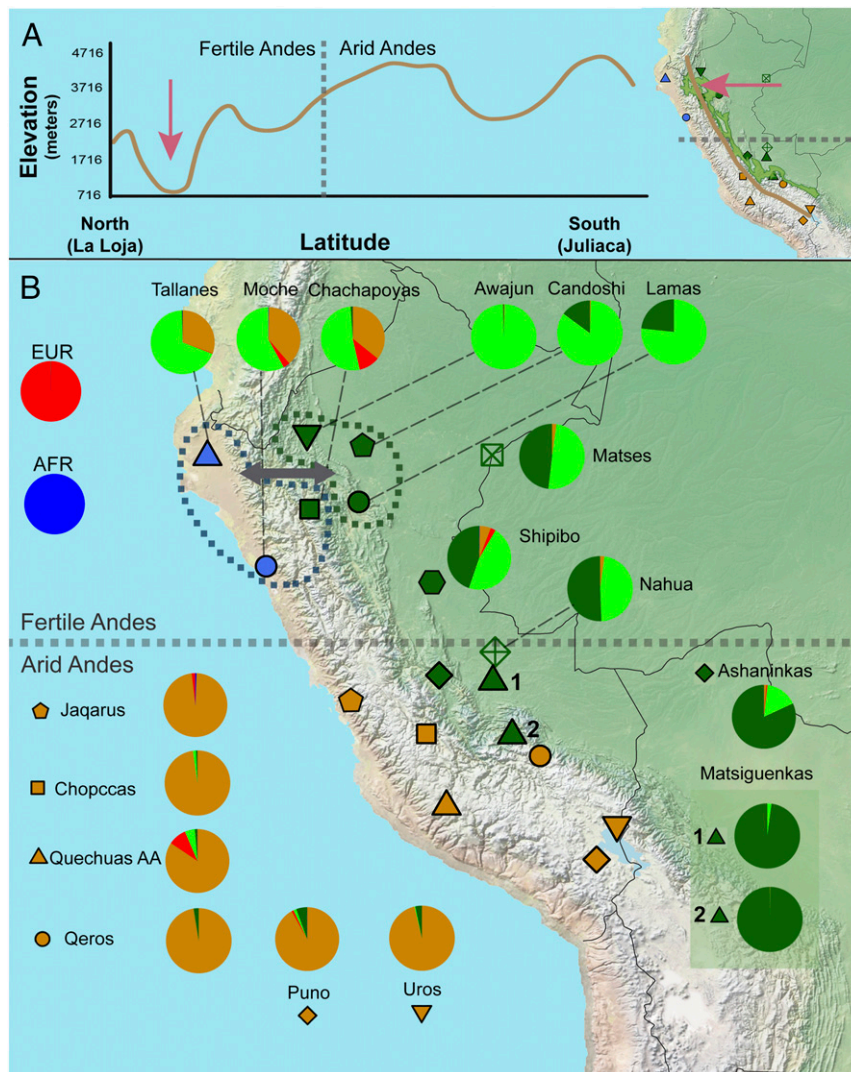 A
Fertile Andes
Arid Andes
4716
3716
2716
1716
716
Elevation
(meters)
North
(La Loja)
Latitude
South
(Juliaca)
B
Tallanes
Moche
Chachapoyas
Awajun
Candoshi
Lamas
EUR
AFR
Matses
Shipibo
Nahua
Fertile Andes
Arid Andes
1
2
Ashaninkas
Jaqarus
Chopccas
Quechuas AA
Qeros
Puno
Uros
Matsiguenkas
1
2